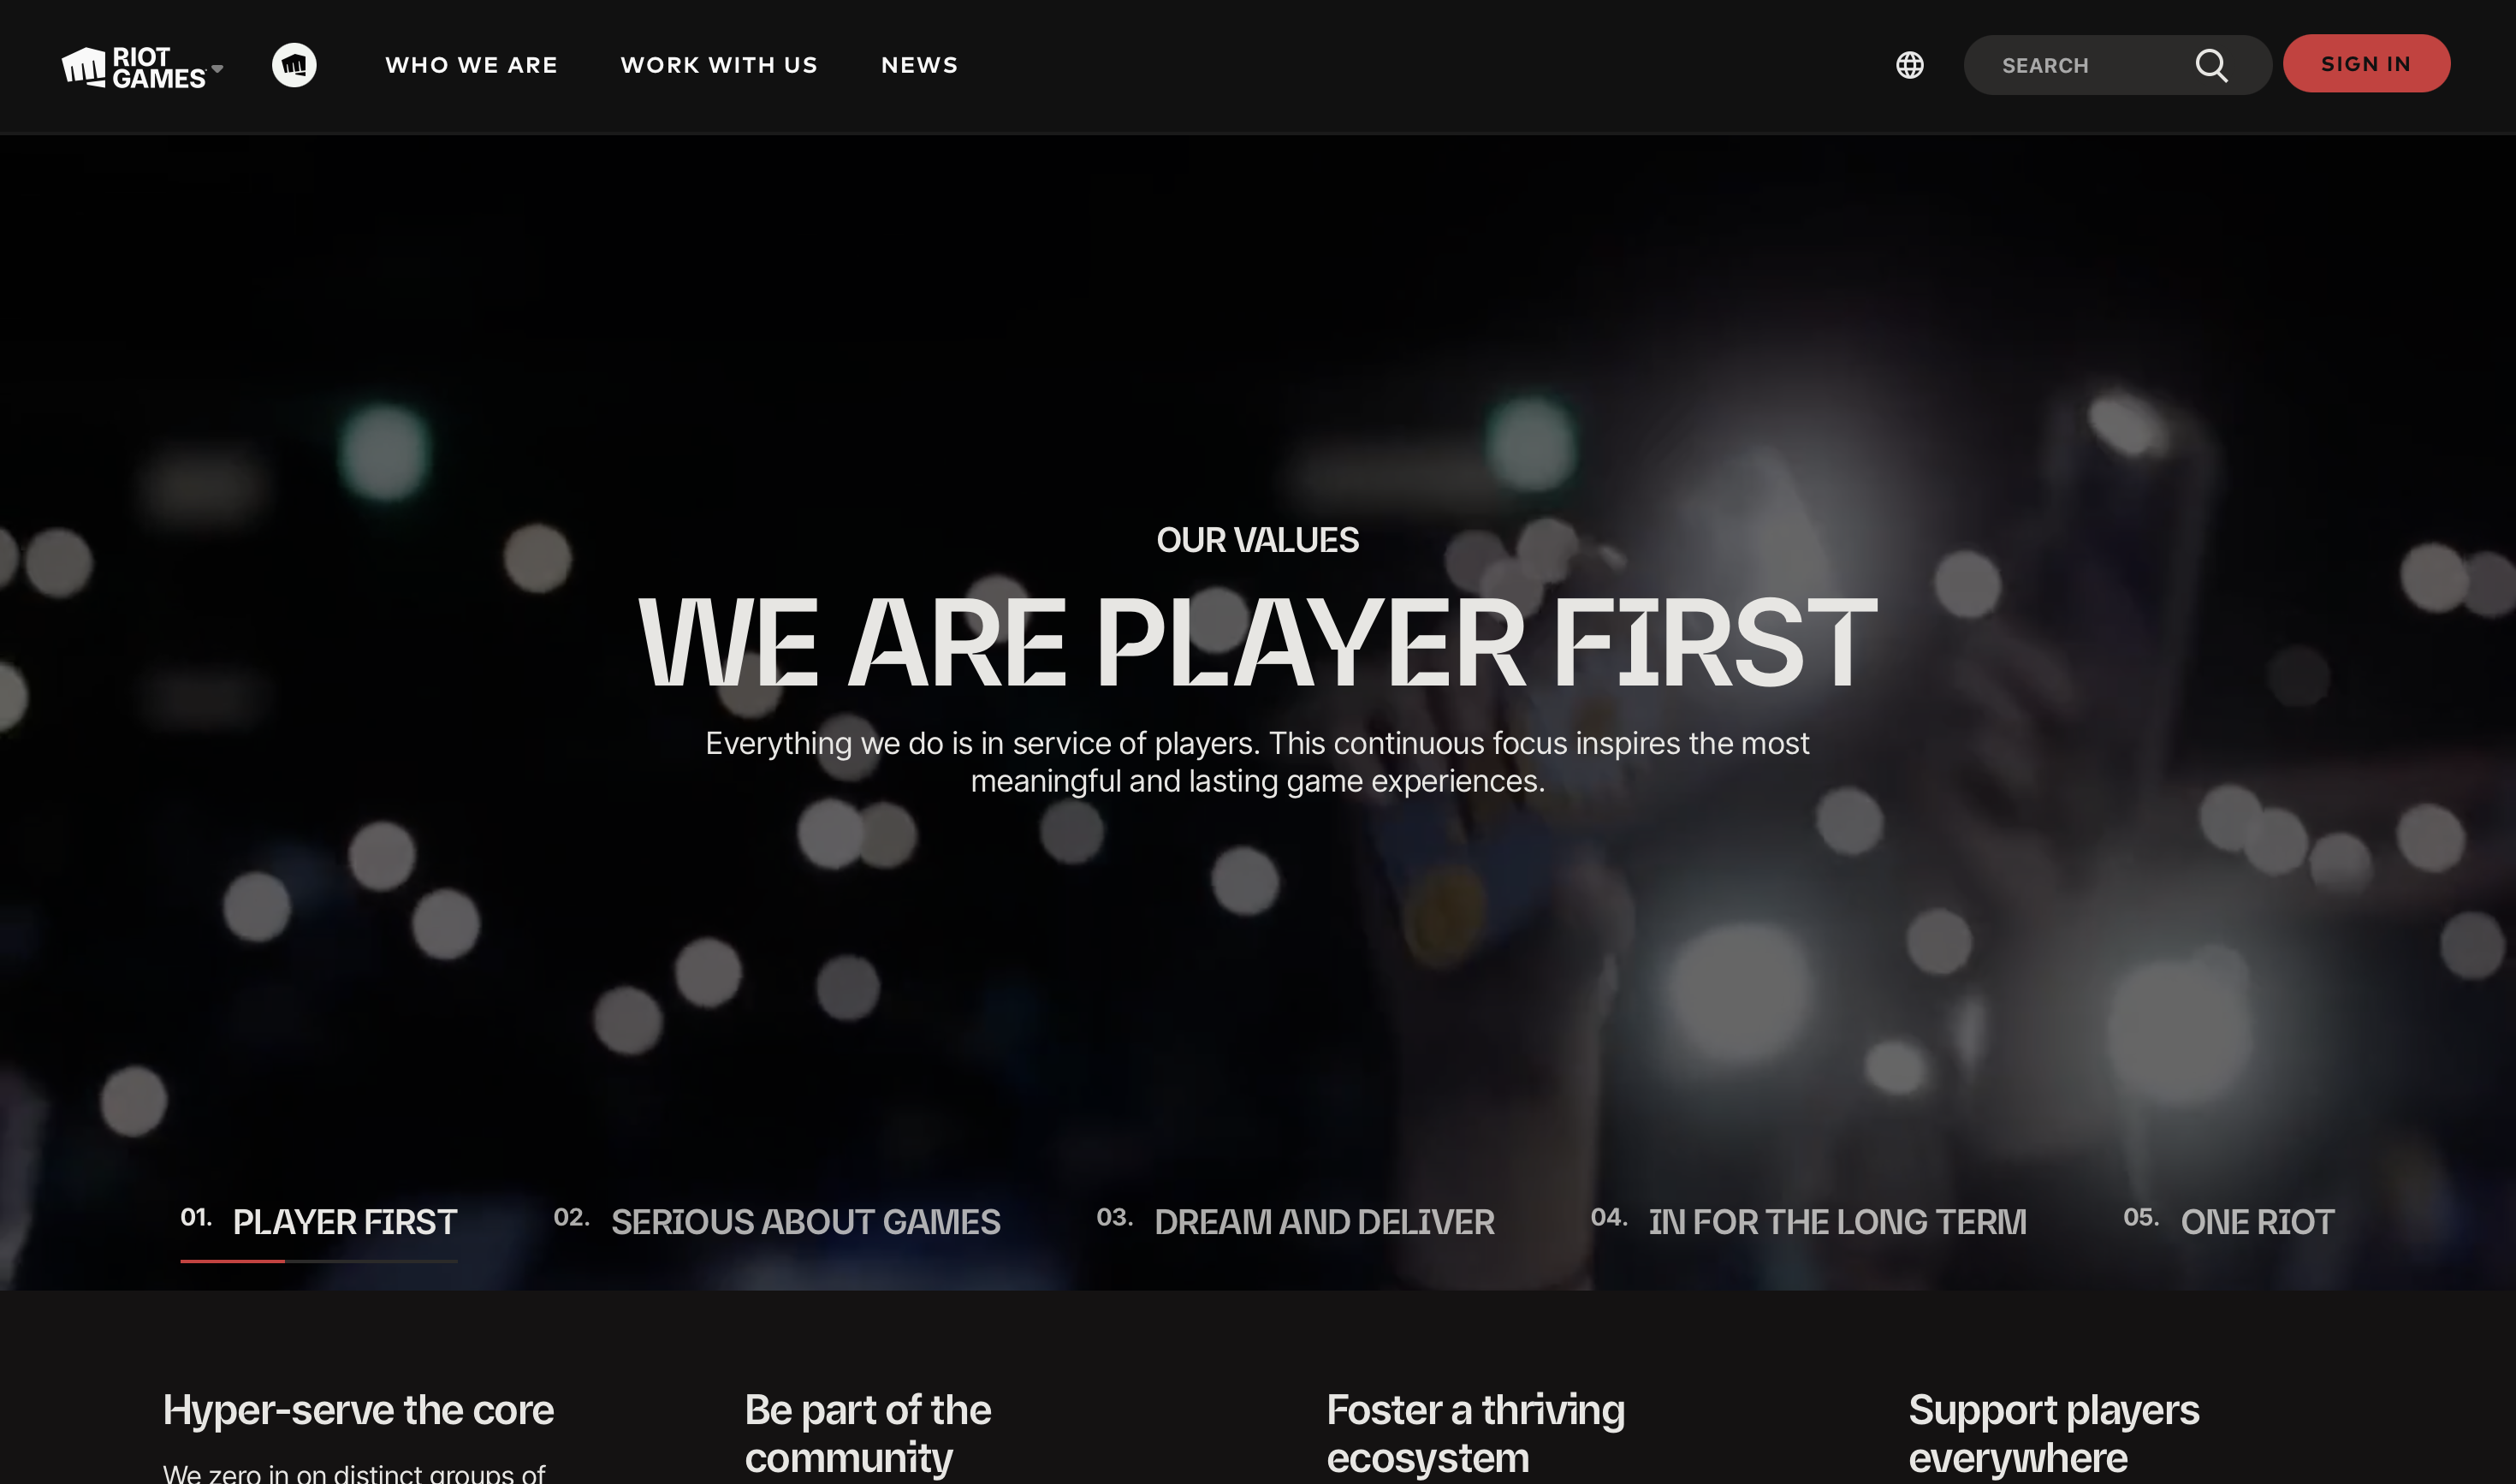 RIOT
GAMES
WHO WE ARE
WORK WITH US
NEWS
SEARCH
SIGN IN
OUR VALUES
WE ARE PLAYER FIRST
Everything we do is in service of players. This continuous focus inspires the most
meaningful and lasting game experiences.
01. PLAYER FIRST
02. SERIOUS ABOUT GAMES
03. DREAM AND DELIVER
04. IN FOR THE LONG TERM
05. ONE RIOT
Hyper-serve the core
We zero in on distinct groups of
Be part of the
community
Foster a thriving
ecosystem
Support players
everywhere